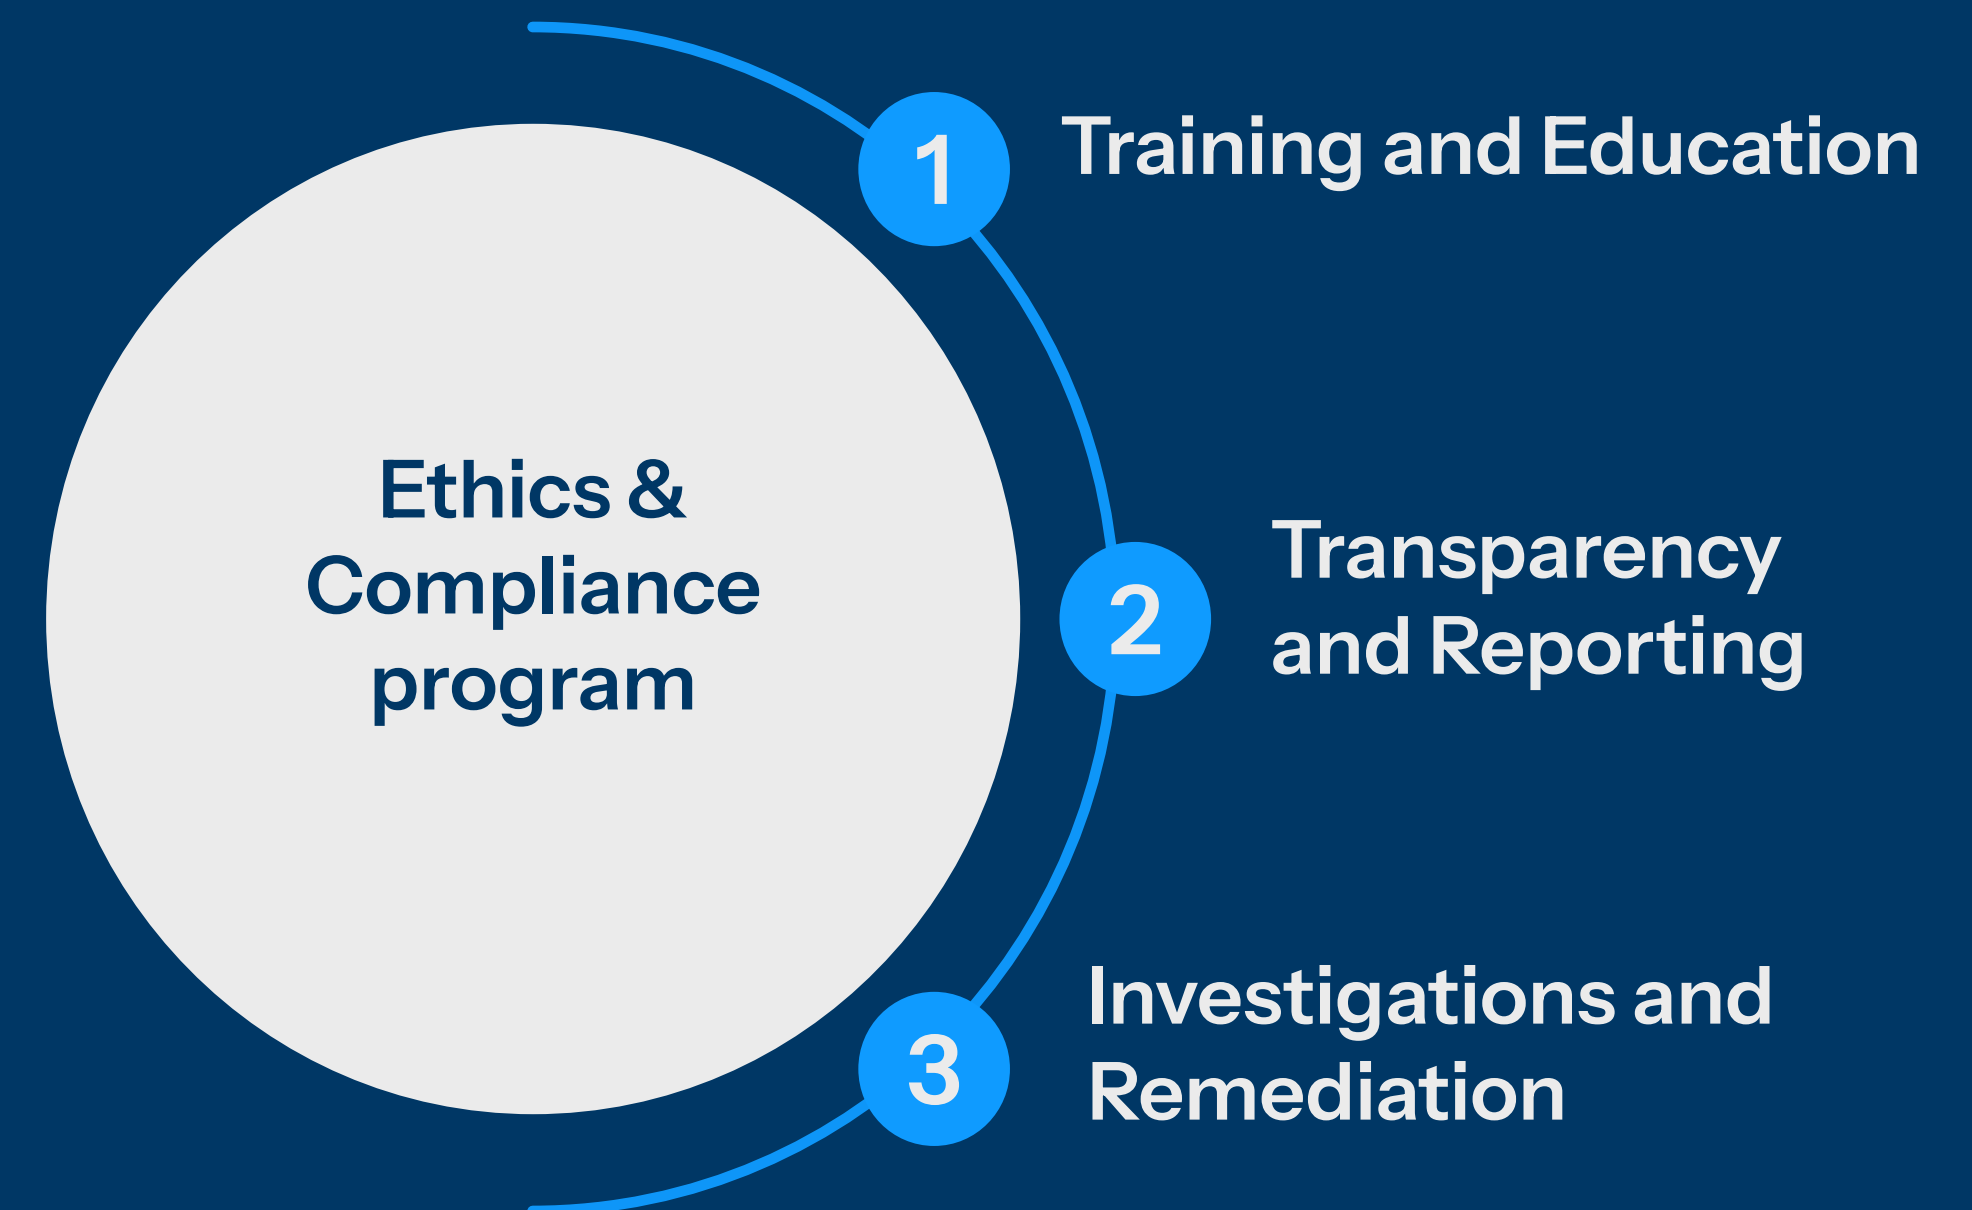 Ethics &
Compliance
program
1
Training and Education
2
Transparency
and Reporting
3
Investigations and
Remediation